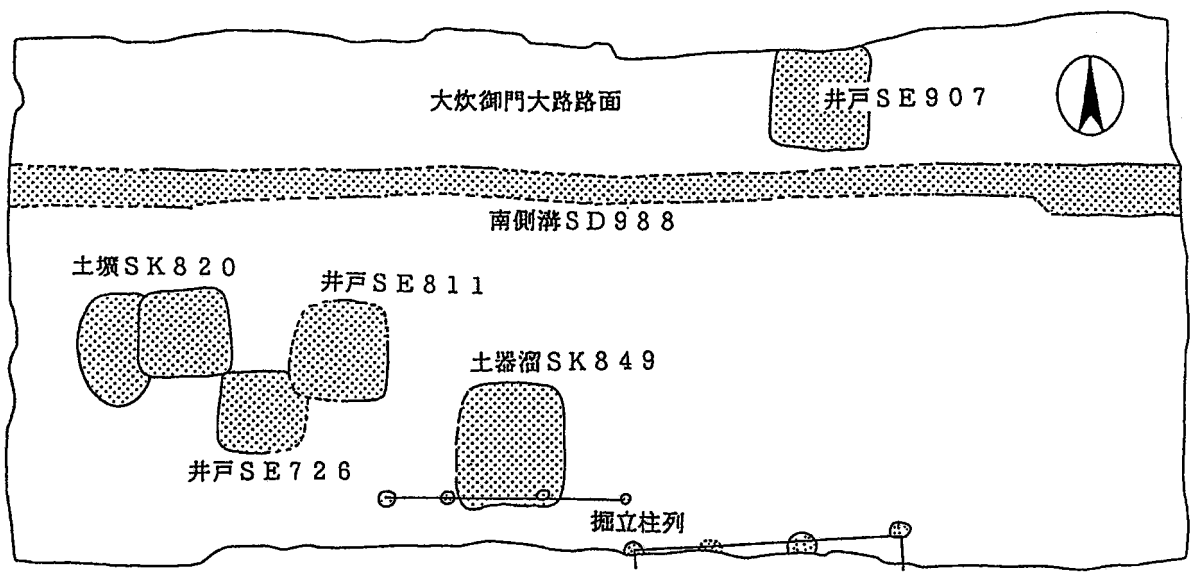 大炊御門大路路面
井戸SE907
南側溝SD988
土壙SK820
井戸SE811
土器溜SK849
井戸SE726
掘立柱列